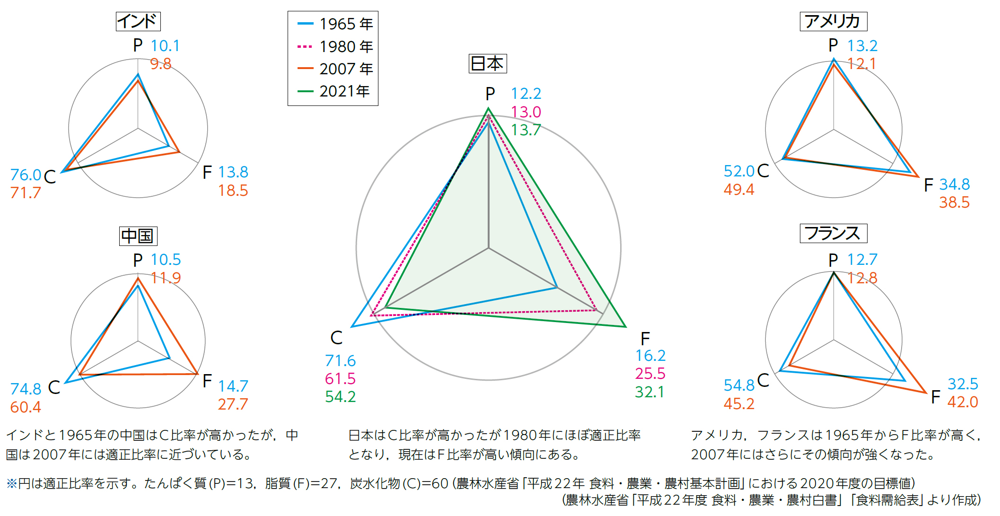 インド
P 10.1
9.8
76.0 C
71.7
F 13.8
18.5
中国
P 10.5
11.9
74.8 C
60.4
F 14.7
27.7
インドと1965年の中国はC比率が高かったが，中
国は2007年には適正比率に近づいている。
1965年
1980年
2007年
2021年
日本
P 12.2
13.0
13.7
C
71.6
61.5
54.2
F
16.2
25.5
32.1
日本はC比率が高かったが1980年にほぼ適正比率
となり，現在はF比率が高い傾向にある。
アメリカ
P 13.2
12.1
52.0 C
49.4
F 34.8
38.5
フランス
P 12.7
12.8
54.8 C
45.2
F 32.5
42.0
アメリカ，フランスは1965年からF比率が高く，
2007年にはさらにその傾向が強くなった。
※円は適正比率を示す。たんぱく質(P)=13，脂質(F)=27，炭水化物(C)=60（農林水産省「平成22年 食料・農業・農村基本計画」における2020年度の目標値）
（農林水産省「平成22年度 食料・農業・農村白書」「食料需給表」より作成）